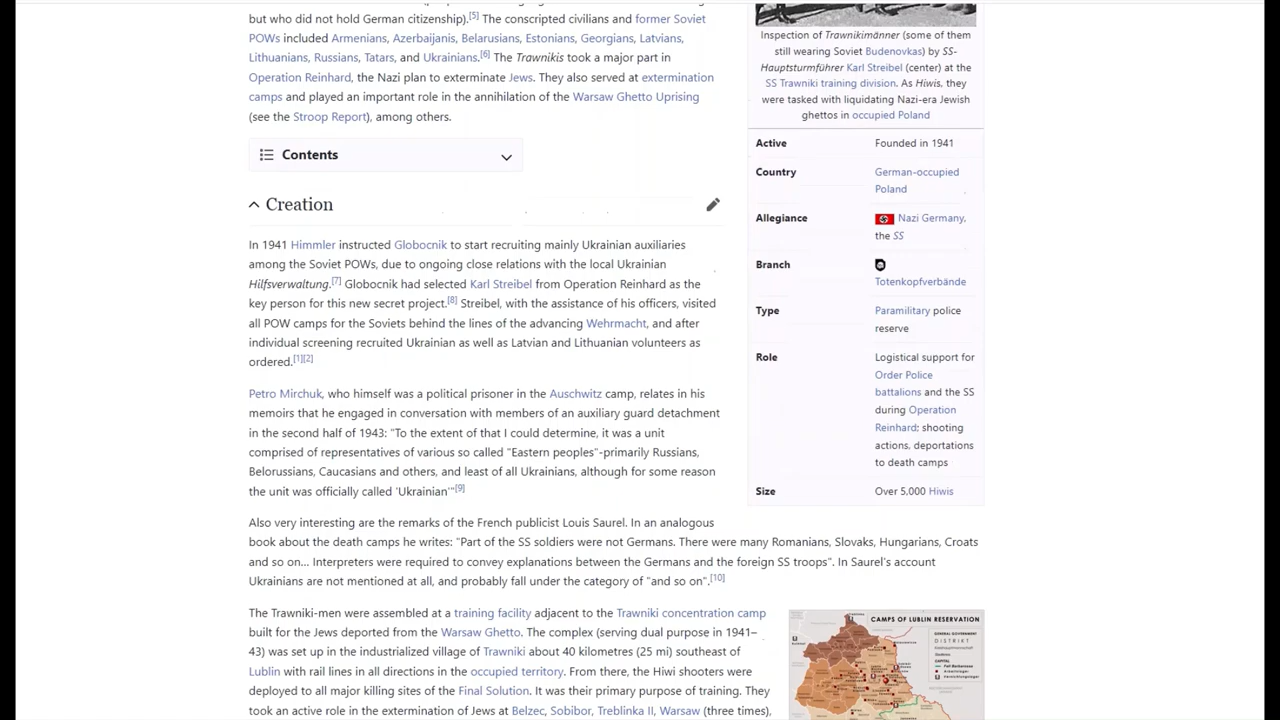 but who did not hold German citizenship).[5] The conscripted civilians and former Soviet
POWs included Armenians, Azerbaijanis, Belarusians, Estonians, Georgians, Latvians,
Lithuanians, Russians, Tatars, and Ukrainians.[6] The Trawnikis took a major part in
Operation Reinhard, the Nazi plan to exterminate Jews. They also served at extermination
camps and played an important role in the annihilation of the Warsaw Ghetto Uprising
(see the Stroop Report), among others.
Contents
Creation
In 1941 Himmler instructed Globocnik to start recruiting mainly Ukrainian auxiliaries
among the Soviet POWs, due to ongoing close relations with the local Ukrainian
Hilfsverwaltung.[7] Globocnik had selected Karl Streibel from Operation Reinhard as the
key person for this new secret project.[8] Streibel, with the assistance of his officers, visited
all POW camps for the Soviets behind the lines of the advancing Wehrmacht, and after
individual screening recruited Ukrainian as well as Latvian and Lithuanian volunteers as
ordered.[1][2]
Petro Mirchuk, who himself was a political prisoner in the Auschwitz camp, relates in his
memoirs that he engaged in conversation with members of an auxiliary guard detachment
in the second half of 1943: "To the extent of that I could determine, it was a unit
comprised of representatives of various so called "Eastern peoples"-primarily Russians,
Belorussians, Caucasians and others, and least of all Ukrainians, although for some reason
the unit was officially called 'Ukrainian'"[9]
Also very interesting are the remarks of the French publicist Louis Saurel. In an analogous
book about the death camps he writes: "Part of the SS soldiers were not Germans. There were many Romanians, Slovaks, Hungarians, Croats
and so on... Interpreters were required to convey explanations between the Germans and the foreign SS troops". In Saurel's account
Ukrainians are not mentioned at all, and probably fall under the category of "and so on".[10]
The Trawniki-men were assembled at a training facility adjacent to the Trawniki concentration camp
built for the Jews deported from the Warsaw Ghetto. The complex (serving dual purpose in 1941–
43) was set up in the industrialized village of Trawniki about 40 kilometres (25 mi) southeast of
Lublin with rail lines in all directions in the occupied territory. From there, the Hiwi shooters were
deployed to all major killing sites of the Final Solution. It was their primary purpose of training. They
took an active role in the extermination of Jews at Belzec, Sobibor, Treblinka II, Warsaw (three times),
Inspection of Trawnikimänner (some of them
still wearing Soviet Budenovkas) by SS-
Hauptsturmführer Karl Streibel (center) at the
SS Trawniki training division. As Hiwis, they
were tasked with liquidating Nazi-era Jewish
ghettos in occupied Poland
Active Founded in 1941
Country German-occupied
Poland
Allegiance Nazi Germany,
the SS
Branch
Totenkopfverbände
Type Paramilitary police
reserve
Role Logistical support for
Order Police
battalions and the SS
during Operation
Reinhard: shooting
actions, deportations
to death camps
Size Over 5,000 Hiwis
CAMPS OF LUBLIN RESERVATION
GENERAL GOVERNMENT
DISTRIKT